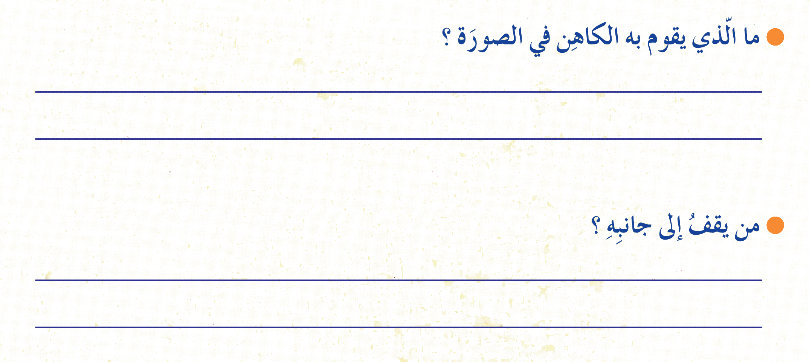 ما الّذي يقوم به الكاهِن في الصورَة ؟
من يقفُ إلى جانبِهِ ؟